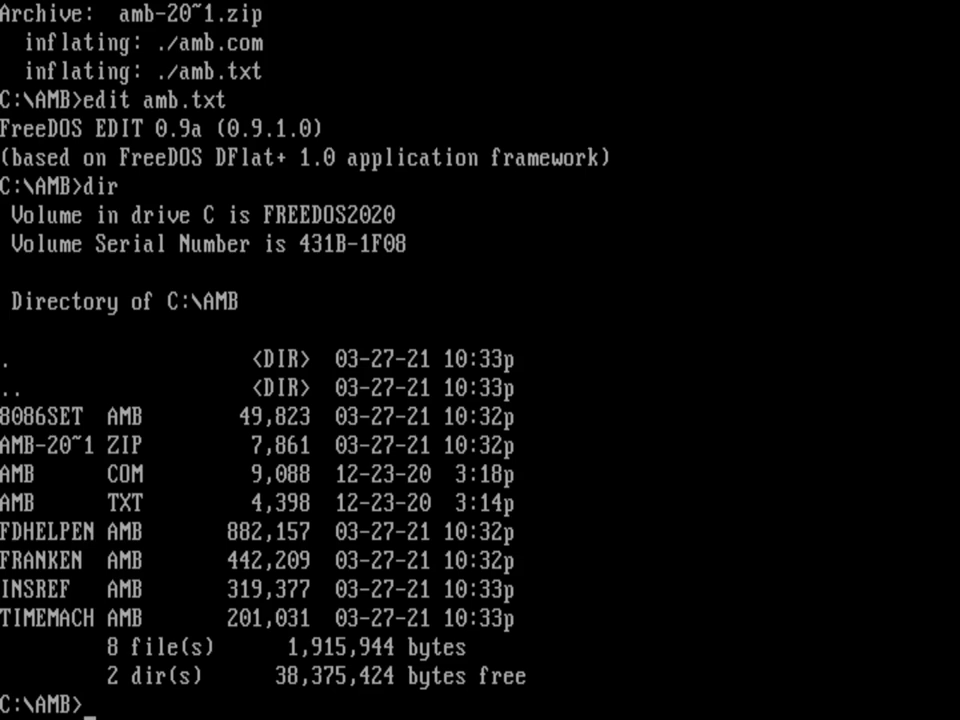 Archive:  amb-20~1.zip
  inflating: ./amb.com
  inflating: ./amb.txt
C:\AMB>edit amb.txt
FreeDOS EDIT 0.9a (0.9.1.0)
(based on FreeDOS DFlat+ 1.0 application framework)
C:\AMB>dir
 Volume in drive C is FREEDOS2020
 Volume Serial Number is 431B-1F08
 Directory of C:\AMB
.                    <DIR>  03-27-21 10:33p
..                   <DIR>  03-27-21 10:33p
8086SET  AMB        49,823  03-27-21 10:32p
AMB-20~1 ZIP         7,861  03-27-21 10:32p
AMB      COM         9,088  12-23-20  3:18p
AMB      TXT         4,398  12-23-20  3:14p
FDHELPEN AMB       882,157  03-27-21 10:32p
FRANKEN  AMB       442,209  03-27-21 10:32p
INSREF   AMB       319,377  03-27-21 10:33p
TIMEMACH AMB       201,031  03-27-21 10:33p
         8 file(s)      1,915,944 bytes
         2 dir(s)      38,375,424 bytes free
C:\AMB>_